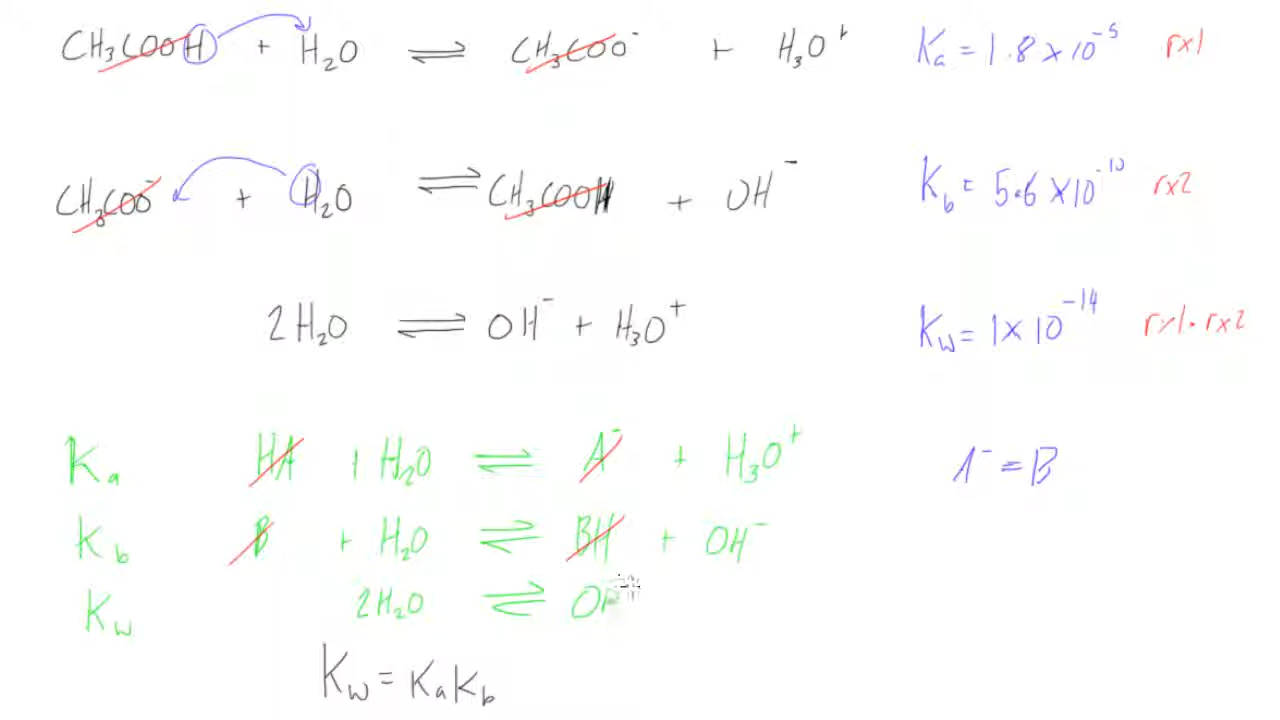 CH₃COOH + H₂O ⇌ CH₃COO⁻ + H₃O⁺ Ka = 1.8 × 10⁻⁵ rx1
CH₃COO⁻ + H₂O ⇌ CH₃COOH + OH⁻ Kb = 5.6 × 10⁻¹⁰ rx2
2H₂O ⇌ OH⁻ + H₃O⁺ Kw = 1 × 10⁻¹⁴ rx1 · rx2
Ka HA + H₂O ⇌ A⁻ + H₃O⁺ A⁻ = B
Kb B + H₂O ⇌ BH + OH⁻
Kw 2H₂O ⇌ OH
Kw = KaKb